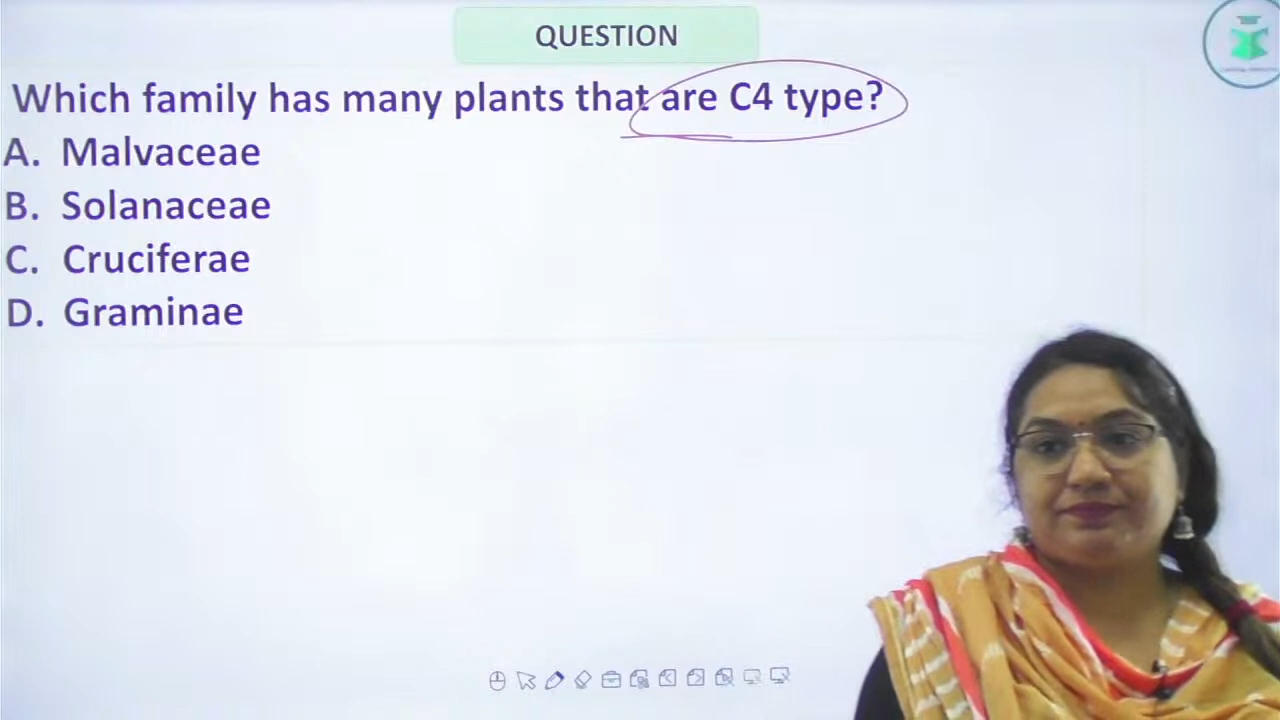 QUESTION
Which family has many plants that are C4 type?
A. Malvaceae
B. Solanaceae
C. Cruciferae
D. Graminae